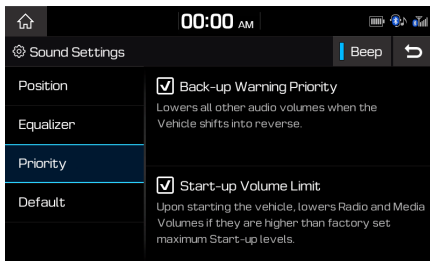 00:00 AM
Sound Settings
Beep
Position
Equalizer
Priority
Default
Back-up Warning Priority
Lowers all other audio volumes when the
Vehicle shifts into reverse.
Start-up Volume Limit
Upon starting the vehicle, lowers Radio and Media
Volumes if they are higher than factory set
maximum Start-up levels.